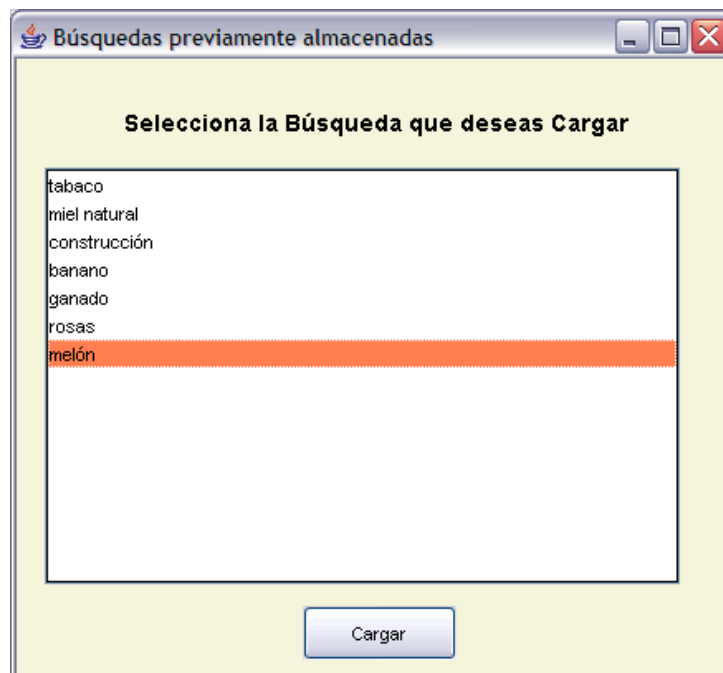 Búsquedas previamente almacenadas
Selecciona la Búsqueda que deseas Cargar
tabaco
miel natural
construcción
banano
ganado
rosas
melón
Cargar